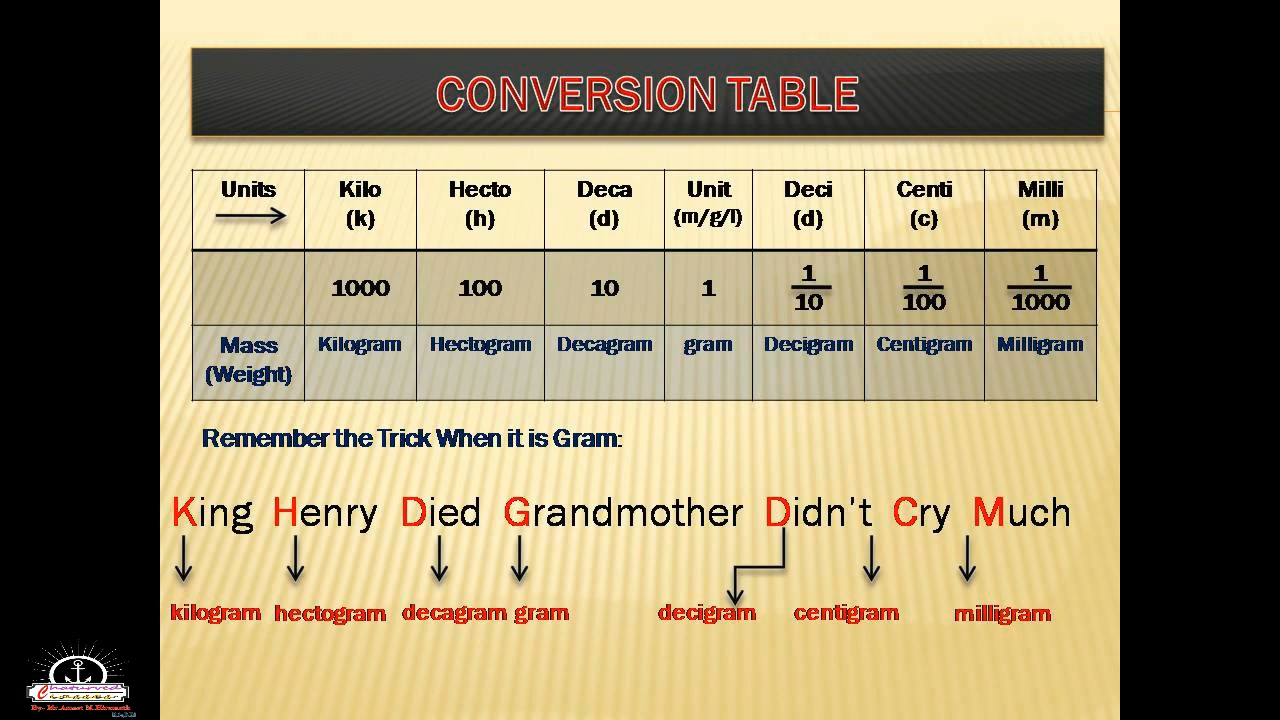 CONVERSION TABLE
Units Kilo (k) Hecto (h) Deca (d) Unit (m/g/l) Deci (d) Centi (c) Milli (m)
1000 100 10 1 1/10 1/100 1/1000
Mass (Weight) Kilogram Hectogram Decagram gram Decigram Centigram Milligram
Remember the Trick When it is Gram:
King Henry Died Grandmother Didn't Cry Much
kilogram hectogram decagram gram decigram centigram milligram